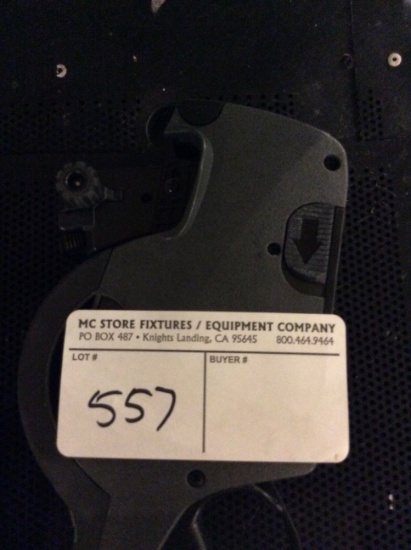 MC STORE FIXTURES / EQUIPMENT COMPANY
PO BOX 487 • Knights Landing, CA 95645 800.464.9464
LOT # BUYER #
557